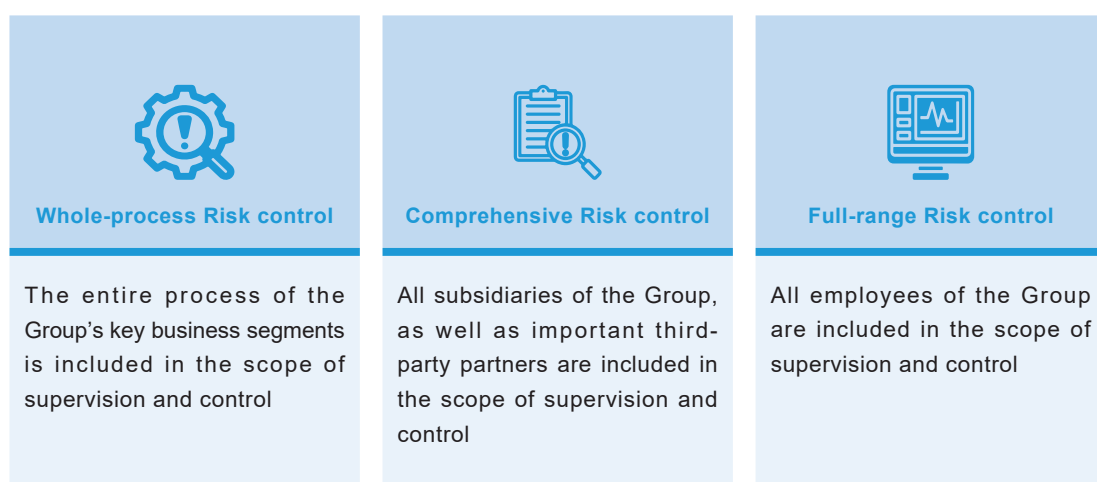 Whole-process Risk control
The entire process of the
Group’s key business segments
is included in the scope of
supervision and control
Comprehensive Risk control
All subsidiaries of the Group,
as well as important third-
party partners are included in
the scope of supervision and
control
Full-range Risk control
All employees of the Group
are included in the scope of
supervision and control